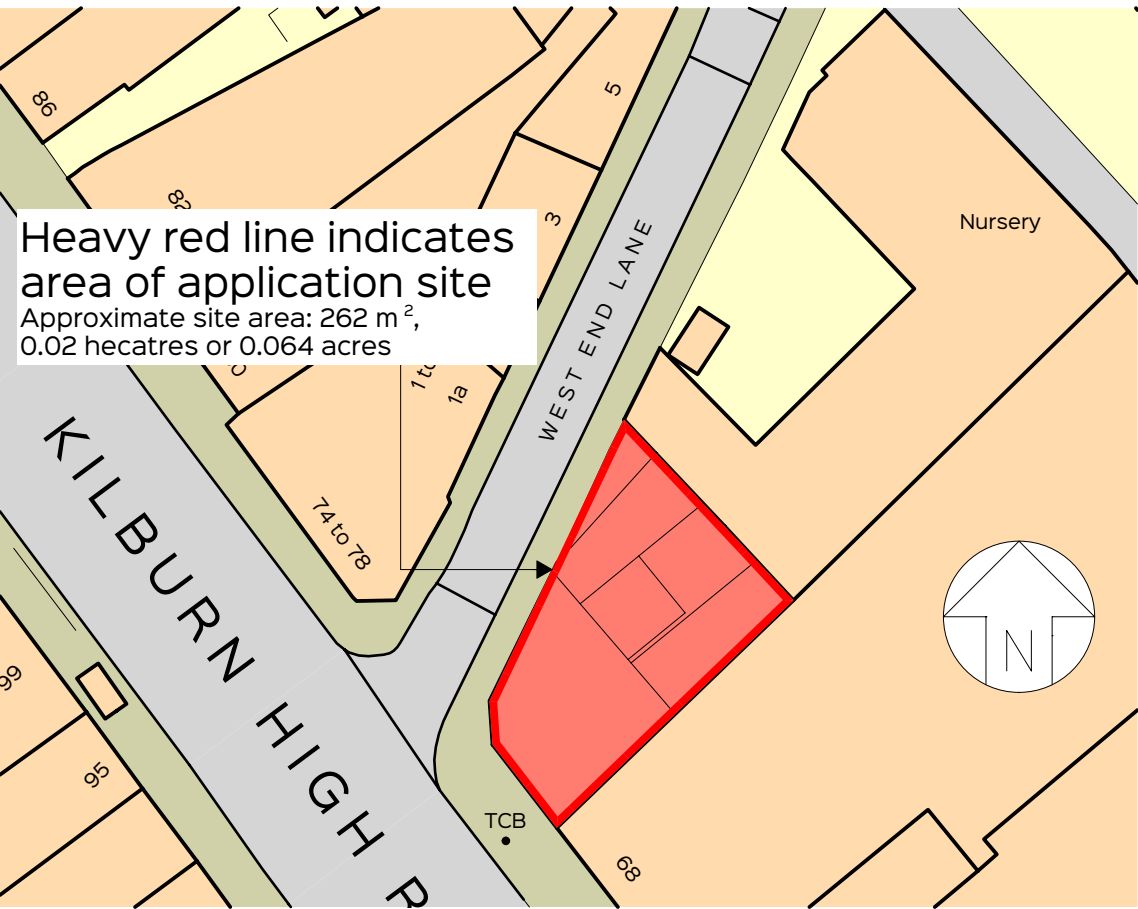 86
5
82
3
Nursery
Heavy red line indicates
area of application site
Approximate site area: 262 m²,
0.02 hecatres or 0.064 acres
WEST END LANE
1a
74 to 78
KILBURN HIGH R
N
99
95
TCB
68